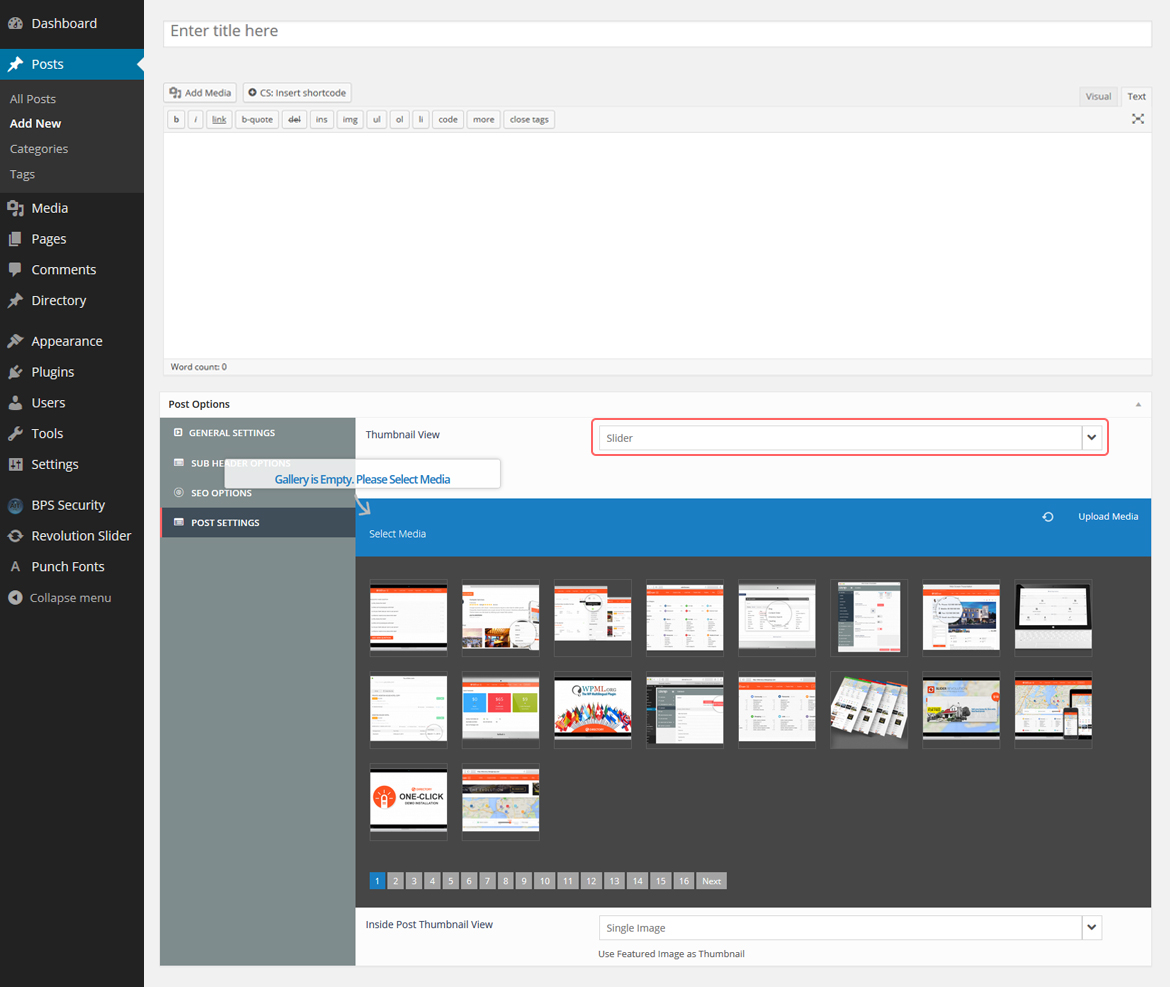 Dashboard
Posts
All Posts
Add New
Categories
Tags
Media
Pages
Comments
Directory
Appearance
Plugins
Users
Tools
Settings
BPS Security
Revolution Slider
Punch Fonts
Collapse menu
Enter title here
Add Media CS: Insert shortcode
Visual Text
b i link b-quote del ins img ul ol li code more close tags
Word count: 0
Post Options
GENERAL SETTINGS
SUB HEADER OPTIONS
SEO OPTIONS
POST SETTINGS
Thumbnail View Slider
Gallery is Empty. Please Select Media
Upload Media
Select Media
WPML.org
ONE-CLICK
DEMO INSTALLATION
1 2 3 4 5 6 7 8 9 10 11 12 13 14 15 16 Next
Inside Post Thumbnail View Single Image
Use Featured Image as Thumbnail